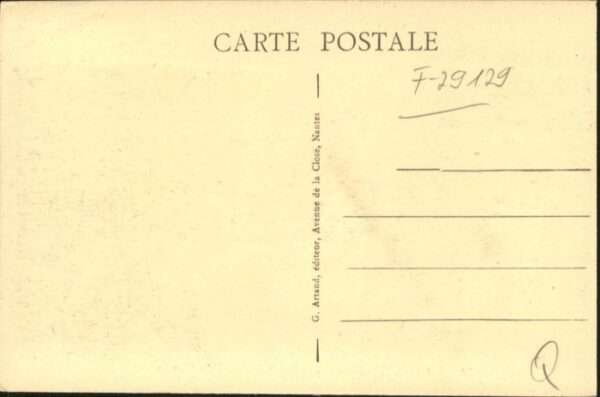 CARTE POSTALE
F-29129
G. Artaud, éditeur, Avenue de la Close, Nantes
Q